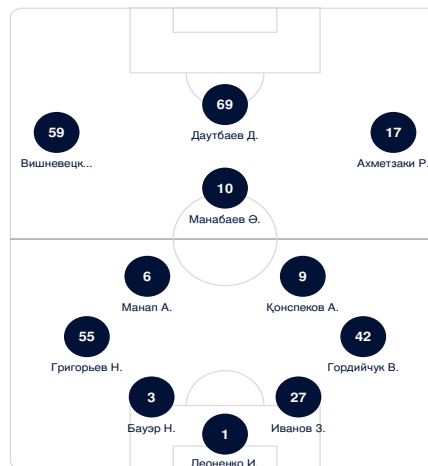 69
Даутбаев Д.
59
Вишневецк...
17
Ахметзаки Р.
10
Манабаев Ә.
6
Манап А.
9
Қонспеков А.
55
Григорьев Н.
42
Гордийчук В.
3
Бауэр Н.
27
Иванов З.
1
Леоненко И.